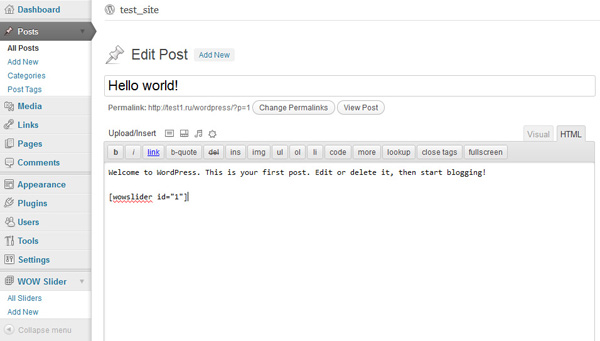 Dashboard
Posts
All Posts
Add New
Categories
Post Tags
Media
Links
Pages
Comments
Appearance
Plugins
Users
Tools
Settings
WOW Slider
All Sliders
Add New
Collapse menu
test_site
Edit Post Add New
Hello world!
Permalink: http://test1.ru/wordpress/?p=1 Change Permalinks View Post
Upload/Insert Visual HTML
b i link b-quote del ins img ul ol li code more lookup close tags fullscreen
Welcome to WordPress. This is your first post. Edit or delete it, then start blogging!
[wowslider id="1"]